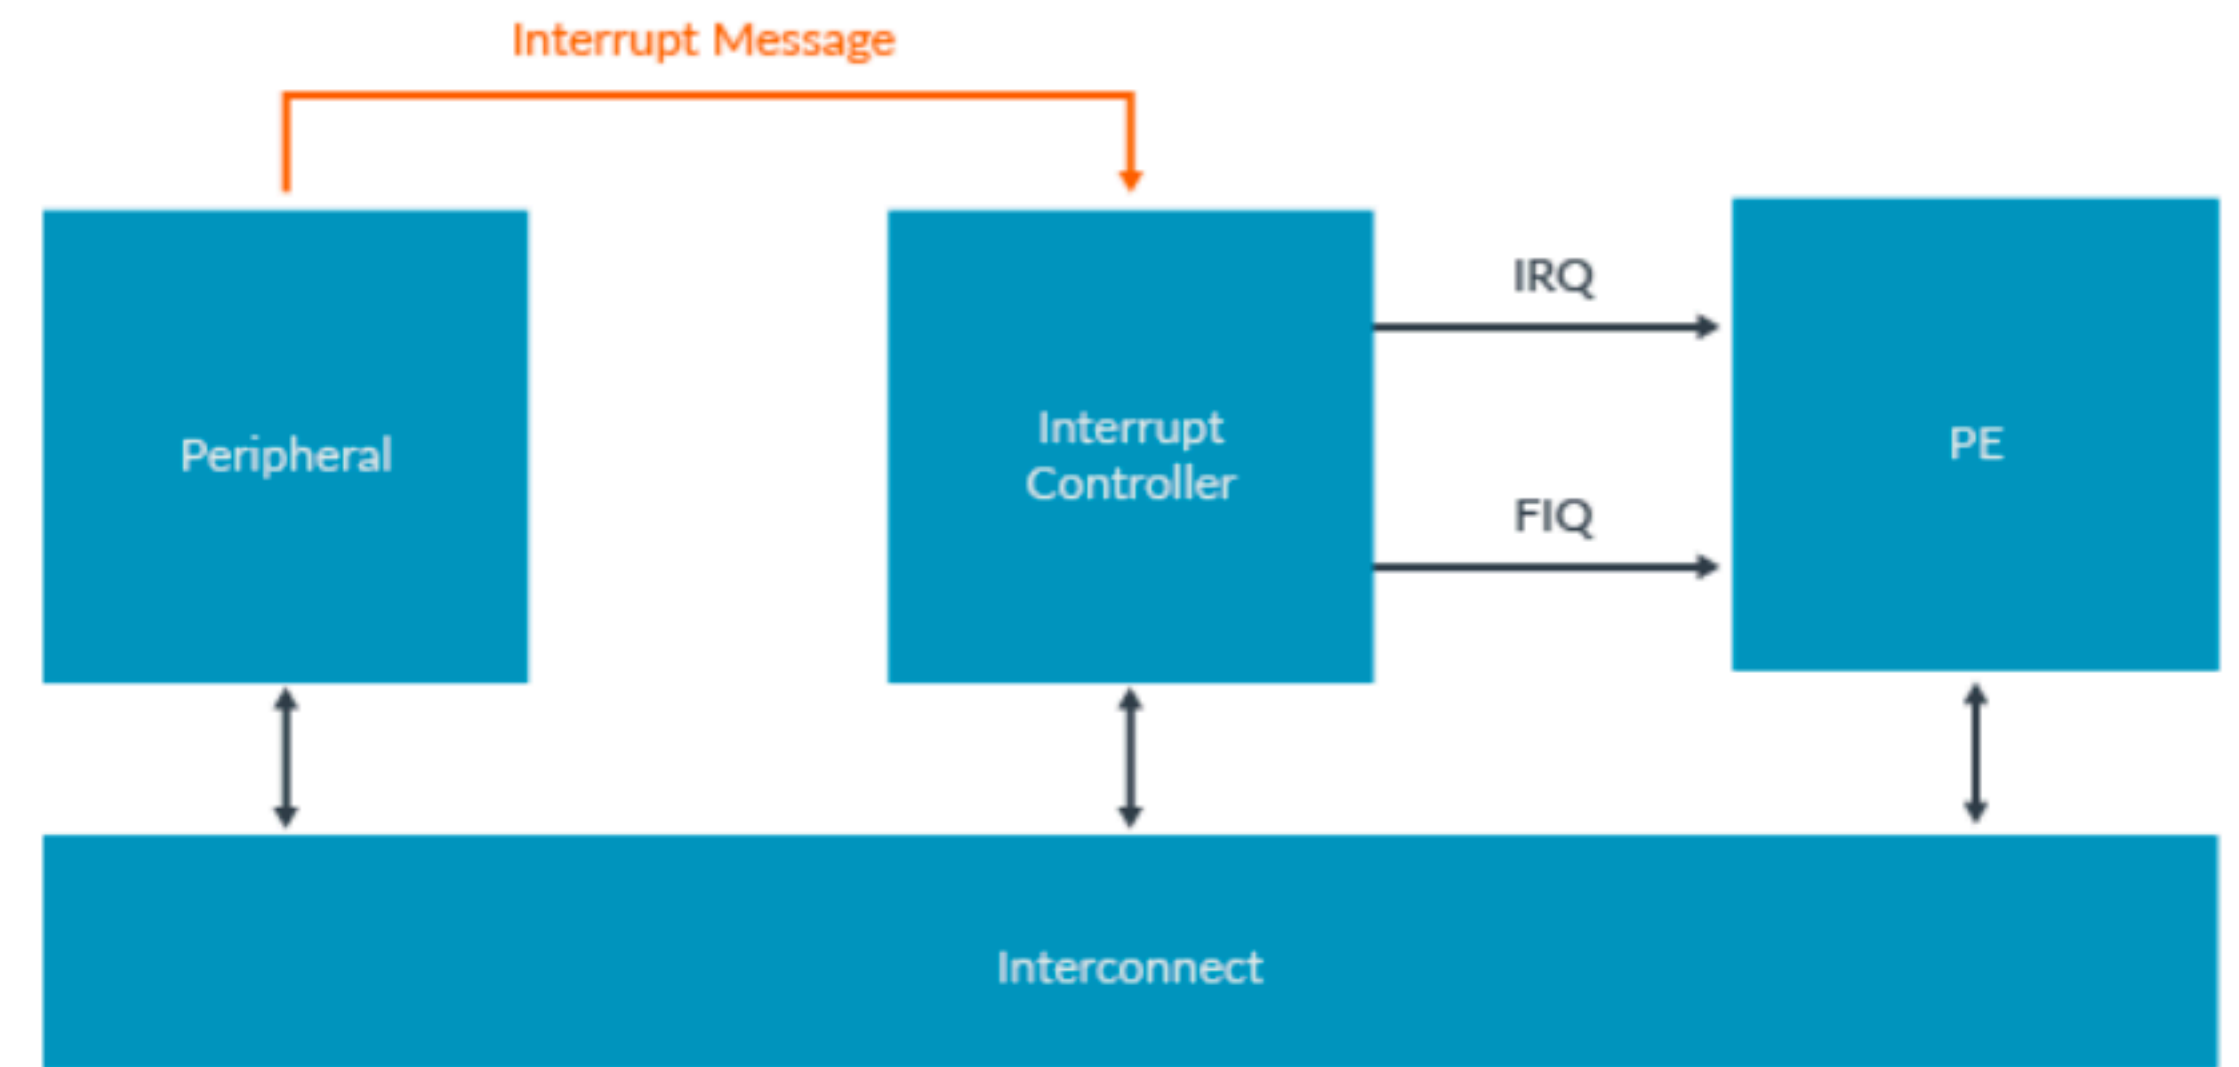 Interrupt Message
Peripheral
Interrupt
Controller
IRQ
FIQ
PE
Interconnect